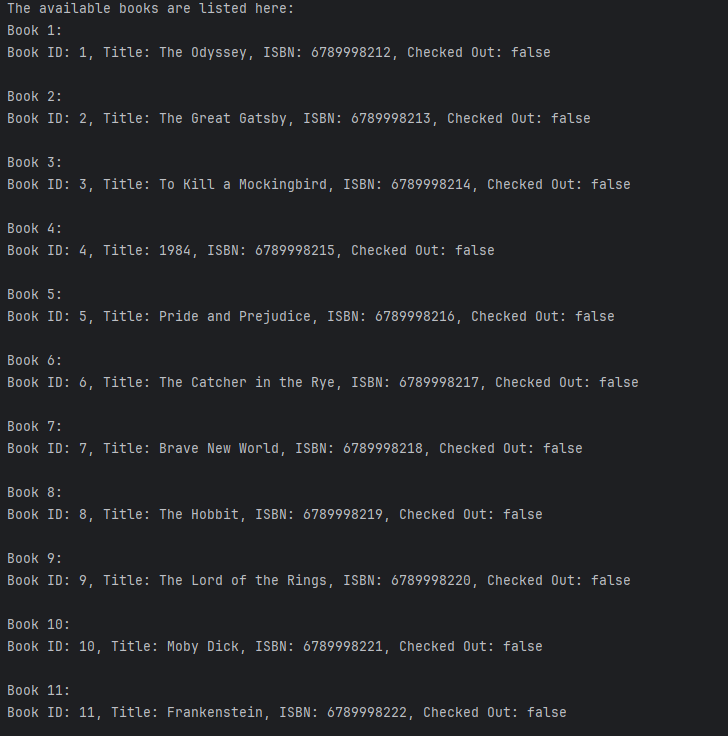 The available books are listed here:
Book 1:
Book ID: 1, Title: The Odyssey, ISBN: 6789998212, Checked Out: false
Book 2:
Book ID: 2, Title: The Great Gatsby, ISBN: 6789998213, Checked Out: false
Book 3:
Book ID: 3, Title: To Kill a Mockingbird, ISBN: 6789998214, Checked Out: false
Book 4:
Book ID: 4, Title: 1984, ISBN: 6789998215, Checked Out: false
Book 5:
Book ID: 5, Title: Pride and Prejudice, ISBN: 6789998216, Checked Out: false
Book 6:
Book ID: 6, Title: The Catcher in the Rye, ISBN: 6789998217, Checked Out: false
Book 7:
Book ID: 7, Title: Brave New World, ISBN: 6789998218, Checked Out: false
Book 8:
Book ID: 8, Title: The Hobbit, ISBN: 6789998219, Checked Out: false
Book 9:
Book ID: 9, Title: The Lord of the Rings, ISBN: 6789998220, Checked Out: false
Book 10:
Book ID: 10, Title: Moby Dick, ISBN: 6789998221, Checked Out: false
Book 11:
Book ID: 11, Title: Frankenstein, ISBN: 6789998222, Checked Out: false